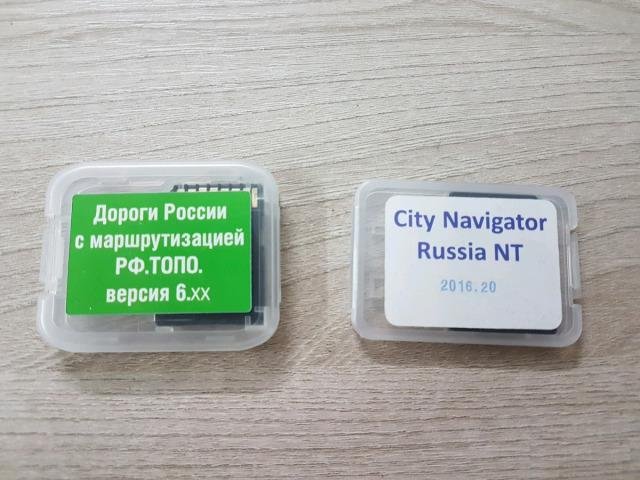 Дороги России
с маршрутизацией
РФ.ТОПО.
версия 6.xx
City Navigator
Russia NT
2016.20